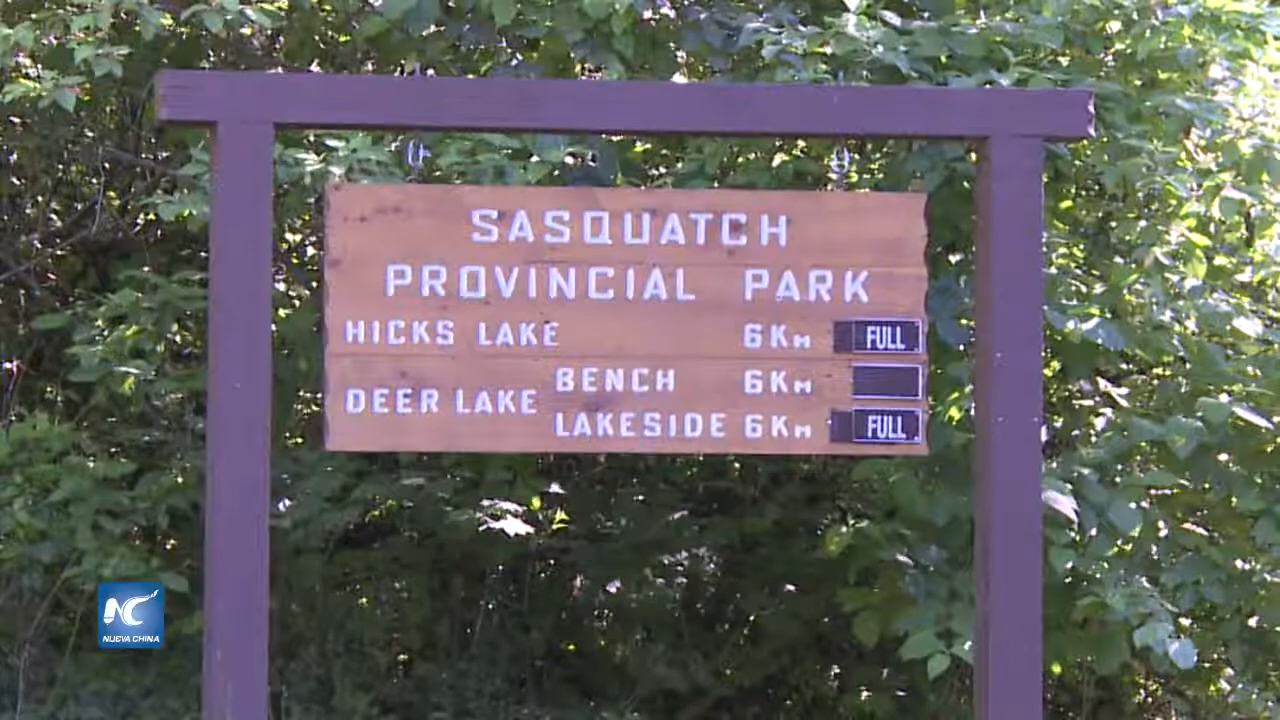 SASQUATCH
PROVINCIAL PARK
HICKS LAKE 6Km FULL
DEER LAKE BENCH 6Km
LAKESIDE 6Km FULL
NC
NUEVA CHINA